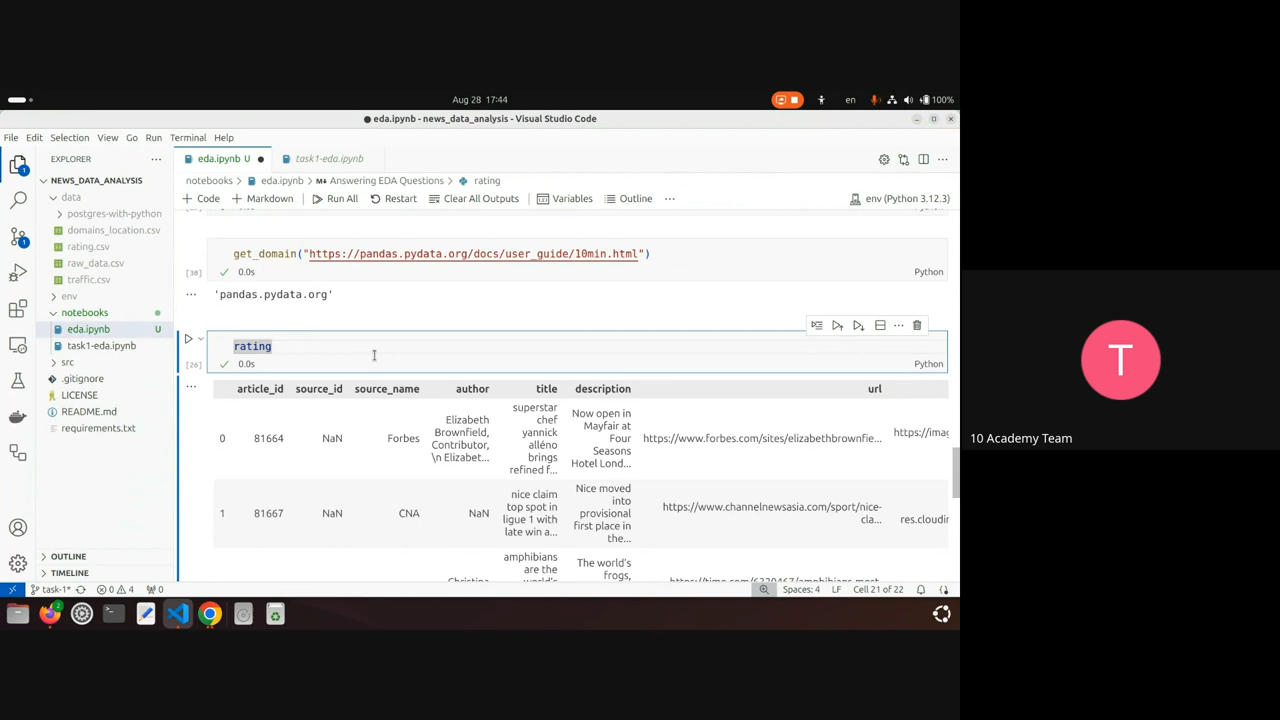 Aug 28 17:44
en
100%
eda.ipynb - news_data_analysis - Visual Studio Code
File Edit Selection View Go Run Terminal Help
EXPLORER
eda.ipynb U
task1-eda.ipynb
NEWS_DATA_ANALYSIS
data
postgres-with-python
domains_location.csv
rating.csv
raw_data.csv
traffic.csv
env
notebooks
eda.ipynb U
task1-eda.ipynb
src
.gitignore
LICENSE
README.md
requirements.txt
OUTLINE
TIMELINE
notebooks > eda.ipynb > Answering EDA Questions > rating
+ Code + Markdown Run All Restart Clear All Outputs Variables Outline ... env (Python 3.12.3)
get_domain("https://pandas.pydata.org/docs/user_guide/10min.html")
[30] 0.0s Python
'pandas.pydata.org'
rating
[26] 0.0s Python
article_id source_id source_name author title description url
0 81664 NaN Forbes Elizabeth Brownfield, Contributor, \n Elizabet... superstar chef yannick alléno brings refined f... Now open in Mayfair at Four Seasons Hotel Lond... https://www.forbes.com/sites/elizabethbrownfie... https://imag
1 81667 NaN CNA NaN nice claim top spot in ligue 1 with late win a... Nice moved into provisional first place in the... https://www.channelnewsasia.com/sport/nice-cla... res.cloudin
amphibians are the world's
The world's frogs,
task-1* 0 4 0
Spaces: 4 LF Cell 21 of 22
T
10 Academy Team